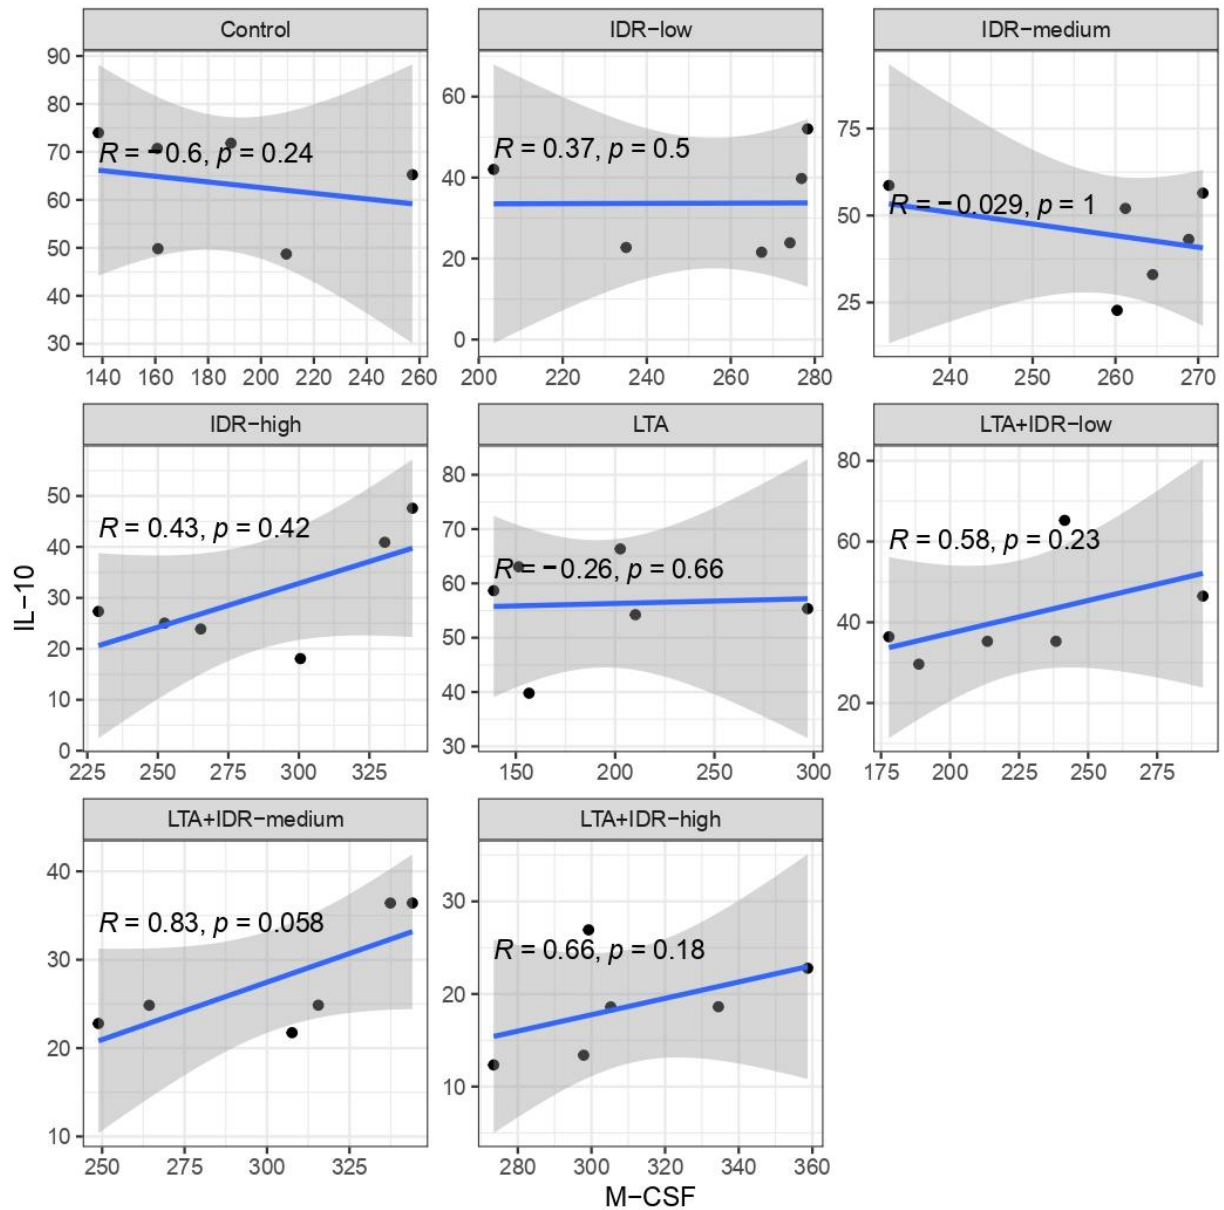 Control
IDR−low
IDR−medium
90
80
70
60
50
40
30
R = −0.6, p = 0.24
140 160 180 200 220 240 260
60
40
20
0
R = 0.37, p = 0.5
200 220 240 260 280
75
50
25
R = −0.029, p = 1
240 250 260 270
IDR−high
LTA
LTA+IDR−low
IL−10
50
40
30
20
10
0
R = 0.43, p = 0.42
225 250 275 300 325
80
70
60
50
40
30
R = −0.26, p = 0.66
150 200 250 300
80
60
40
20
R = 0.58, p = 0.23
175 200 225 250 275
LTA+IDR−medium
LTA+IDR−high
40
30
20
10
R = 0.83, p = 0.058
250 275 300 325
30
20
10
R = 0.66, p = 0.18
280 300 320 340 360
M−CSF